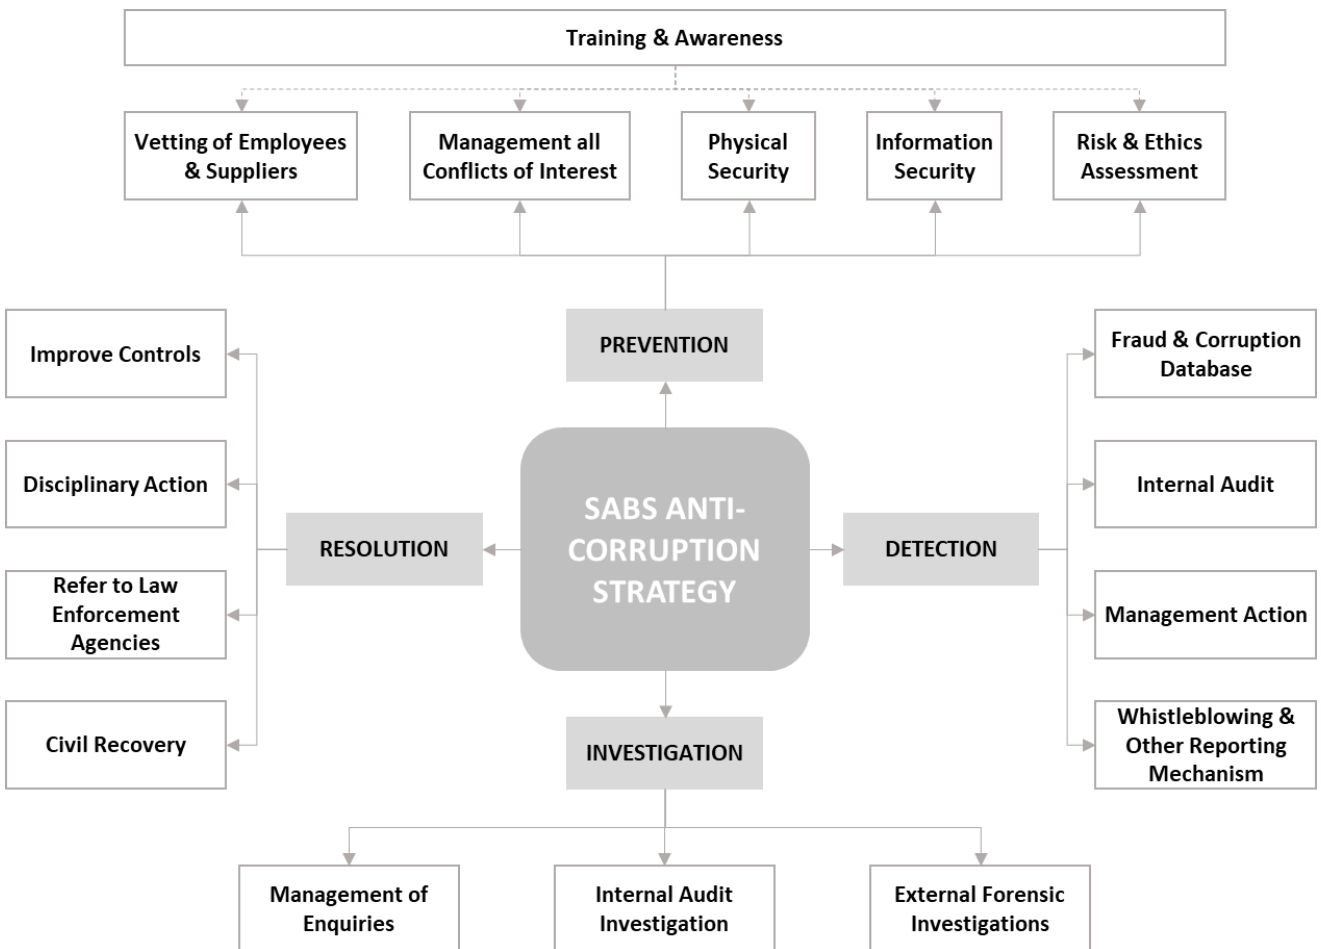 Training & Awareness
Vetting of Employees
& Suppliers
Management all
Conflicts of Interest
Physical
Security
Information
Security
Risk & Ethics
Assessment
PREVENTION
Improve Controls
Disciplinary Action
Refer to Law
Enforcement
Agencies
Civil Recovery
RESOLUTION
SABS ANTI-
CORRUPTION
STRATEGY
DETECTION
Fraud & Corruption
Database
Internal Audit
Management Action
Whistleblowing &
Other Reporting
Mechanism
INVESTIGATION
Management of
Enquiries
Internal Audit
Investigation
External Forensic
Investigations